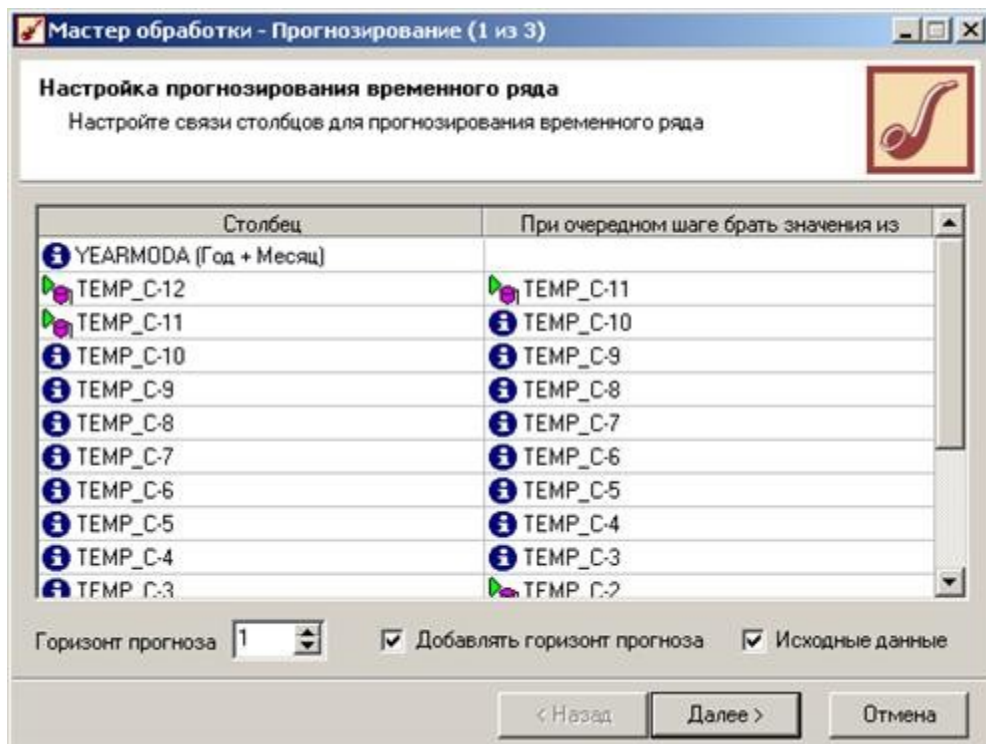 Мастер обработки - Прогнозирование (1 из 3)
Настройка прогнозирования временного ряда
Настройте связи столбцов для прогнозирования временного ряда
Столбец При очередном шаге брать значения из
YEARMODA (Год + Месяц)
TEMP_C-12 TEMP_C-11
TEMP_C-11 TEMP_C-10
TEMP_C-10 TEMP_C-9
TEMP_C-9 TEMP_C-8
TEMP_C-8 TEMP_C-7
TEMP_C-7 TEMP_C-6
TEMP_C-6 TEMP_C-5
TEMP_C-5 TEMP_C-4
TEMP_C-4 TEMP_C-3
TEMP_C-3 TEMP_C-2
Горизонт прогноза 1 Добавлять горизонт прогноза Исходные данные
< Назад Далее > Отмена